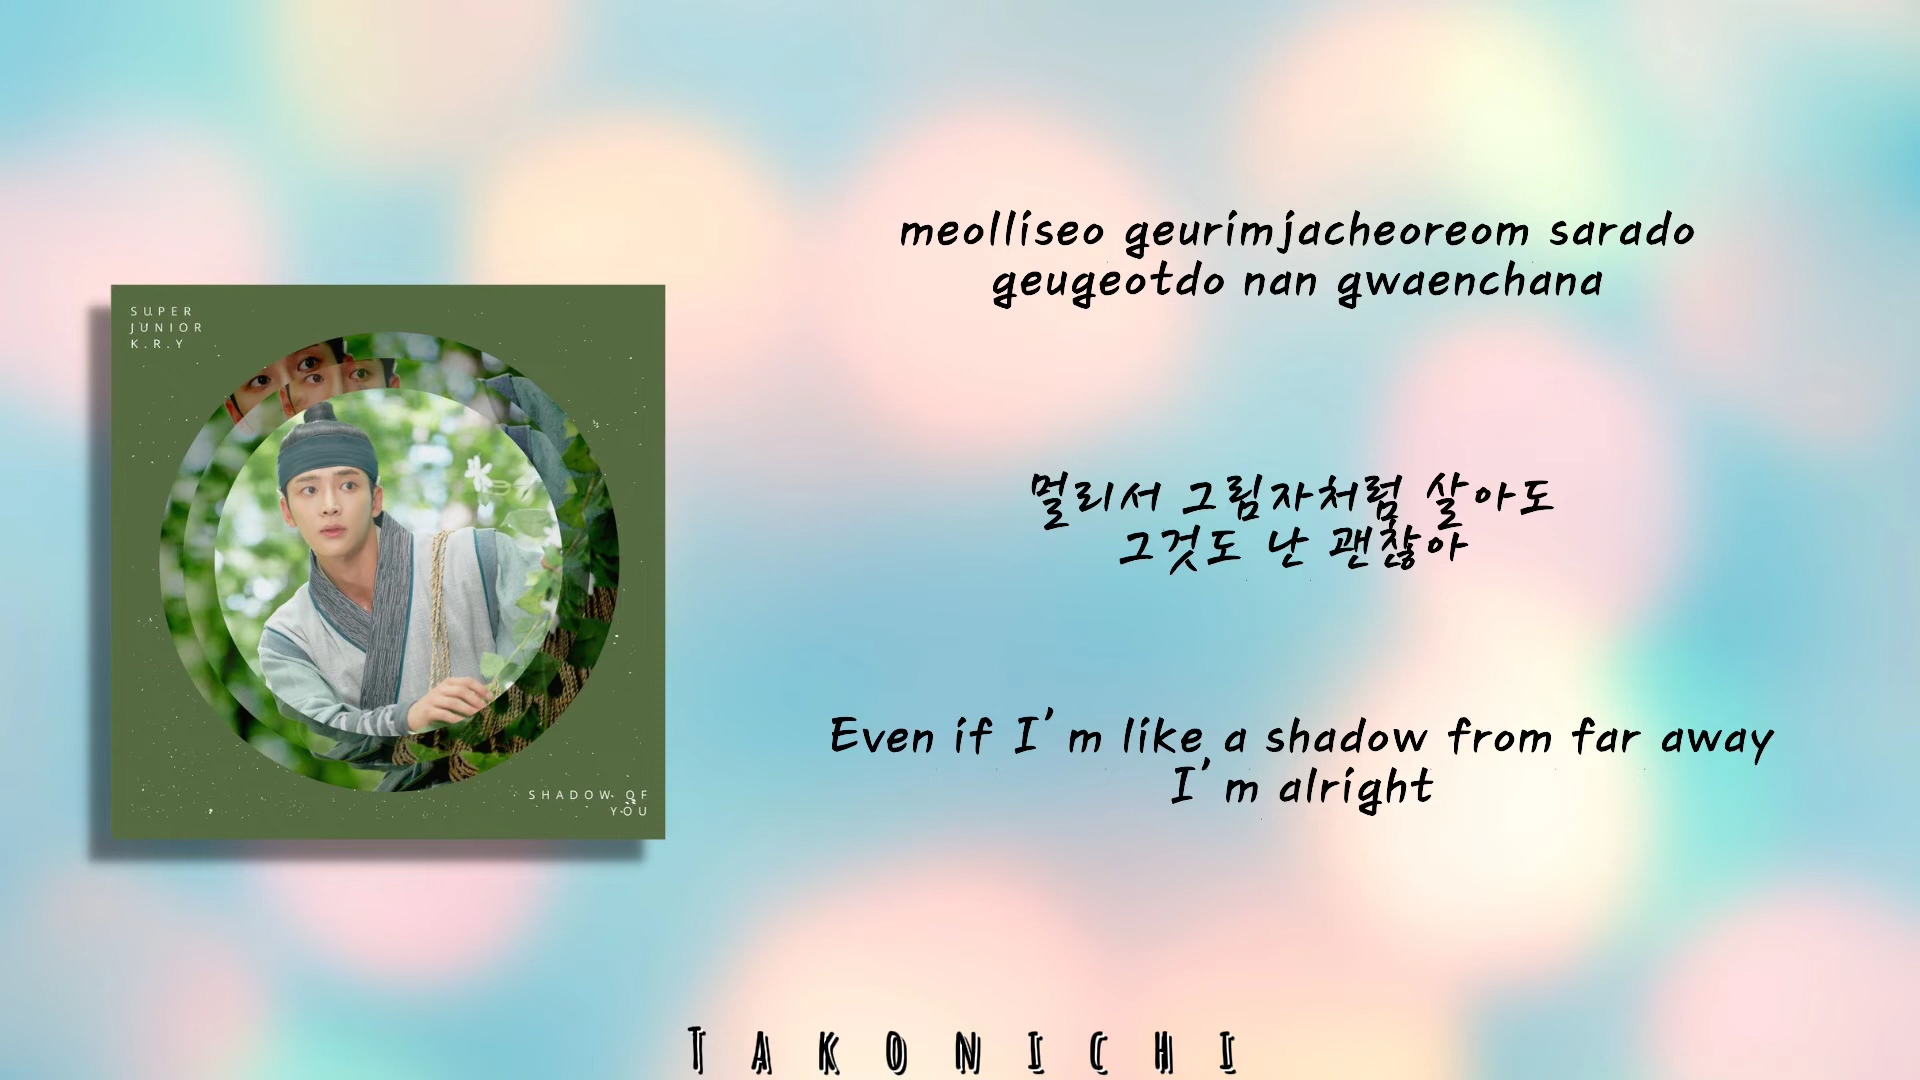 SUPER
JUNIOR
K.R.Y
SHADOW OF
YOU
meolliseo geurimjacheoreom sarado
geugeotdo nan gwaenchana
멀리서 그림자처럼 살아도
그것도 난 괜찮아
Even if I'm like a shadow from far away
I'm alright
TAKONICHI